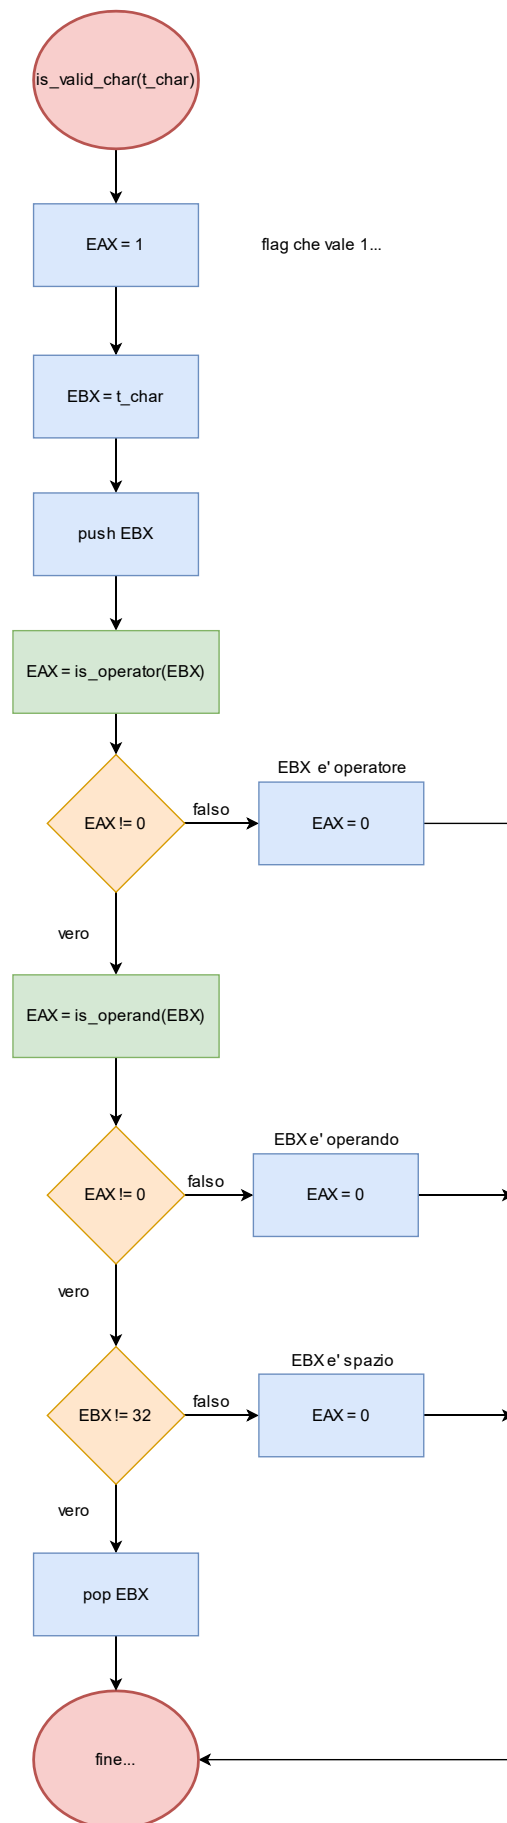 is_valid_char(t_char)
EAX = 1
flag che vale 1...
EBX = t_char
push EBX
EAX = is_operator(EBX)
EBX e' operatore
EAX != 0
falso
EAX = 0
vero
EAX = is_operand(EBX)
EBX e' operando
EAX != 0
falso
EAX = 0
vero
EBX e' spazio
EBX != 32
falso
EAX = 0
vero
pop EBX
fine...